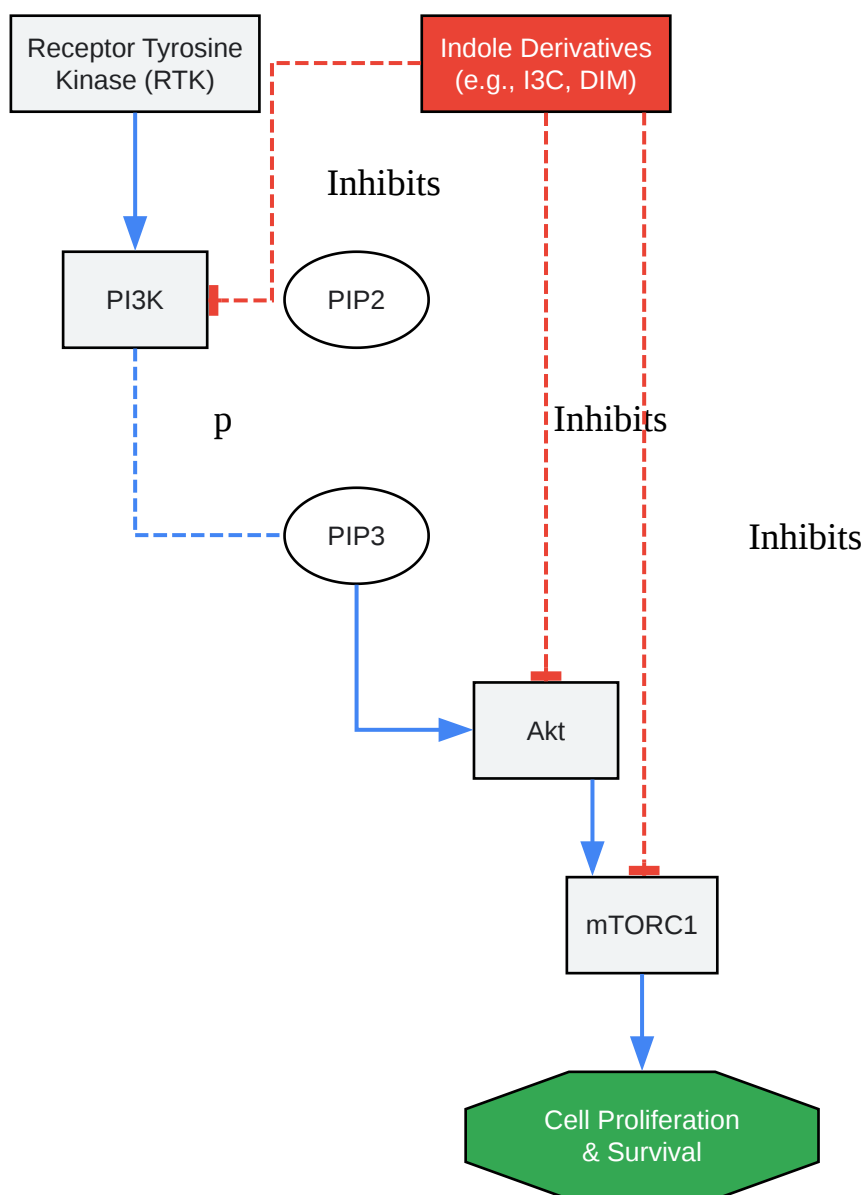 Receptor Tyrosine
Kinase (RTK)
Indole Derivatives
(e.g., I3C, DIM)
Inhibits
PI3K
PIP2
p
Inhibits
PIP3
Inhibits
Akt
mTORC1
Cell Proliferation
& Survival